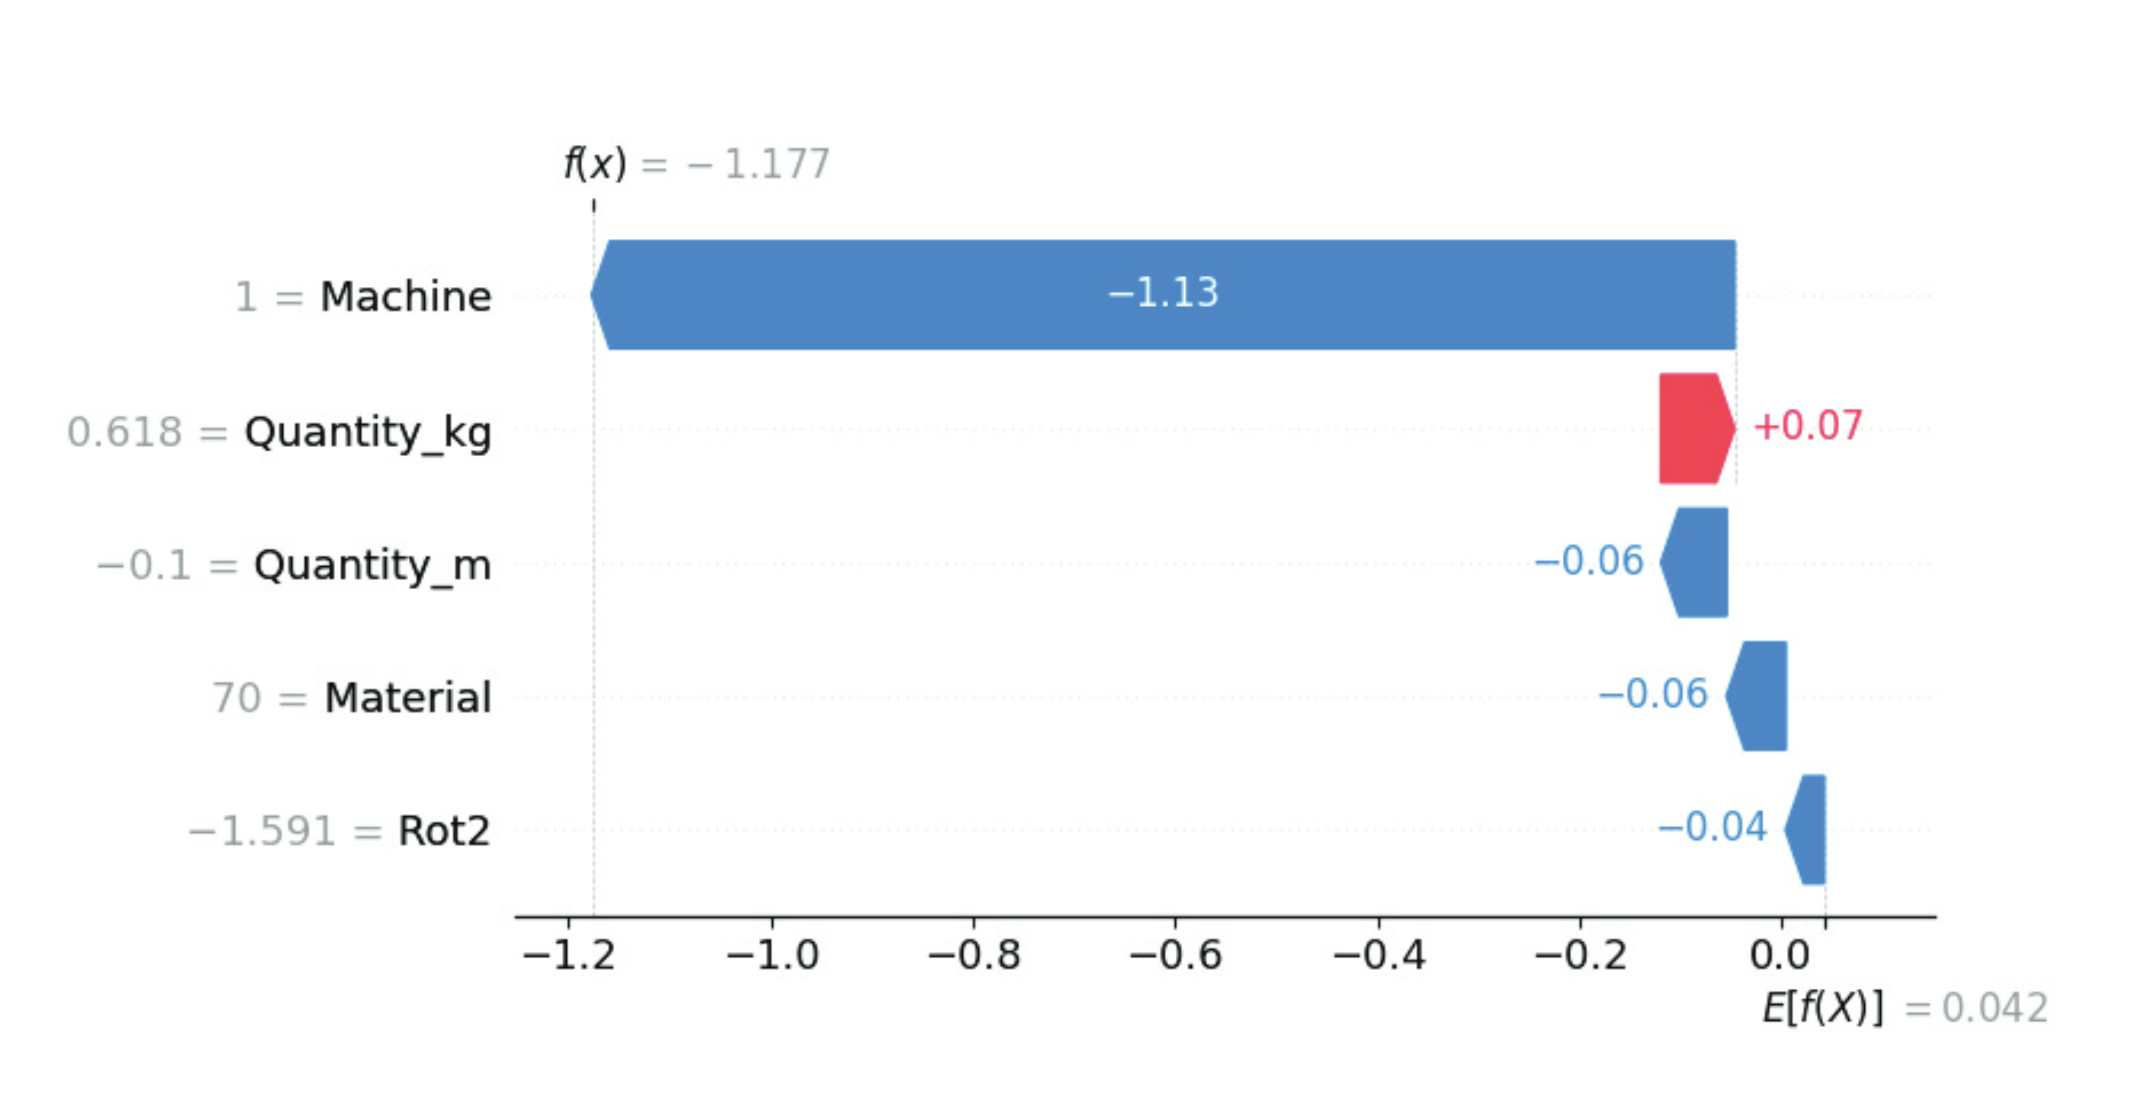 f(x) = − 1.177
1 = Machine
−1.13
0.618 = Quantity_kg
+0.07
−0.1 = Quantity_m
−0.06
70 = Material
−0.06
−1.591 = Rot2
−0.04
−1.2 −1.0 −0.8 −0.6 −0.4 −0.2 0.0
E[f(X)] = 0.042